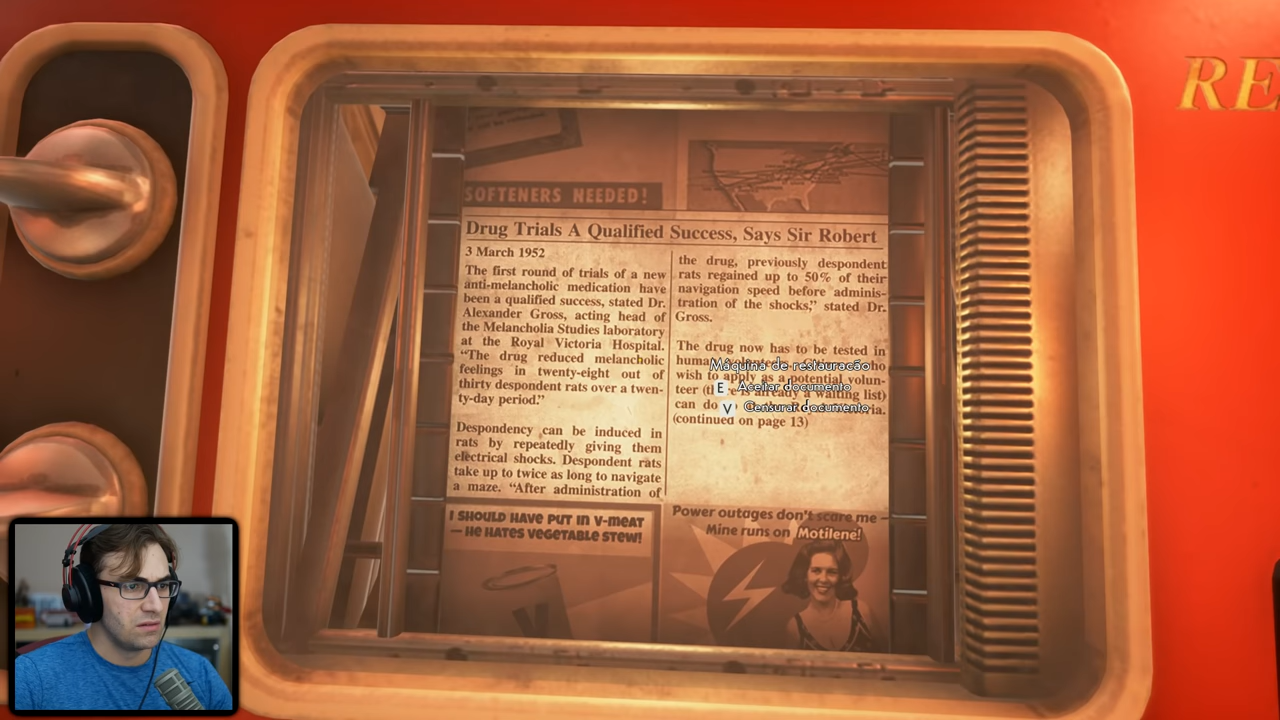 RE
SOFTENERS NEEDED!
Drug Trials A Qualified Success, Says Sir Robert
3 March 1952
The first round of trials of a new
anti-melancholic medication have
been a qualified success, stated Dr.
Alexander Gross, acting head of
the Melancholia Studies laboratory
at the Royal Victoria Hospital.
“The drug reduced melancholic
feelings in twenty-eight out of
thirty despondent rats over a twen-
ty-day period.”
Despondency can be induced in
rats by repeatedly giving them
electrical shocks. Despondent rats
take up to twice as long to navigate
a maze. “After administration of
the drug, previously despondent
rats regained up to 50% of their
navigation speed before adminis-
tration of the shocks,” stated Dr.
Gross.
The drug now has to be tested in
wish to apply as a potential volun-
teer is already a waiting list)
can do
(continued on page 13)
Máquina de restauração
E Aceitar documento
V Censurar documento
I SHOULD HAVE PUT IN V-MEAT
— HE HATES VEGETABLE STEW!
Power outages don't scare me –
Mine runs on Motilene!